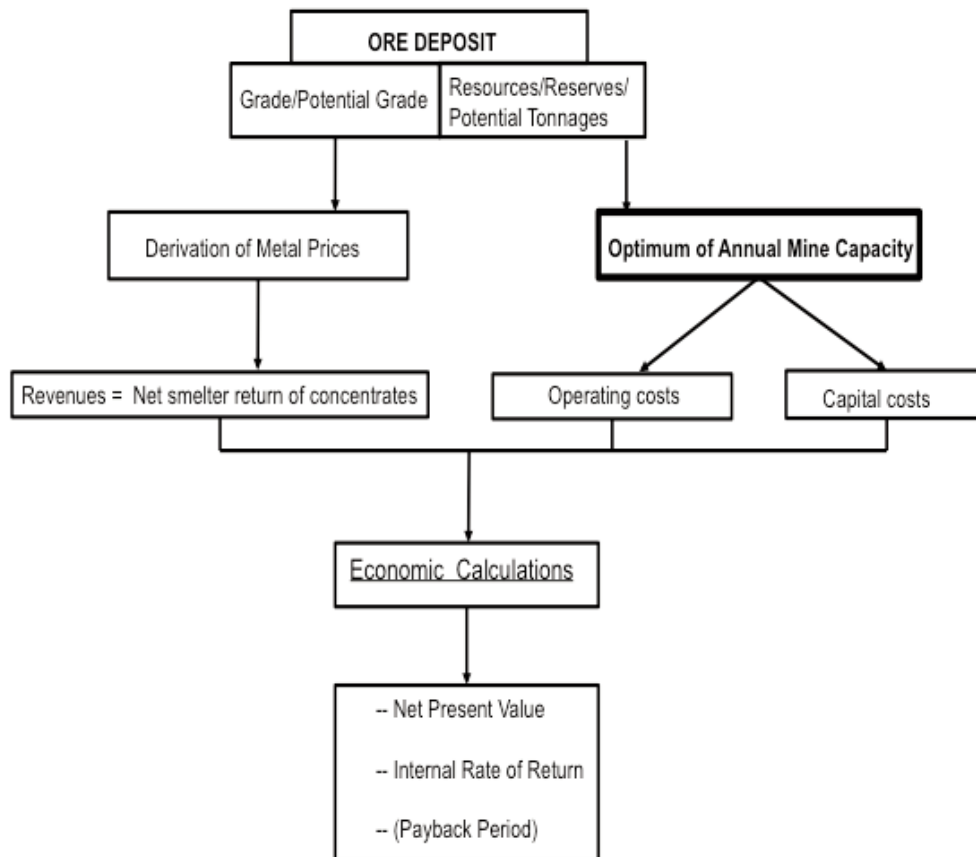 ORE DEPOSIT
Grade/Potential Grade
Resources/Reserves/
Potential Tonnages
Derivation of Metal Prices
Optimum of Annual Mine Capacity
Revenues = Net smelter return of concentrates
Operating costs
Capital costs
Economic Calculations
-- Net Present Value
-- Internal Rate of Return
-- (Payback Period)